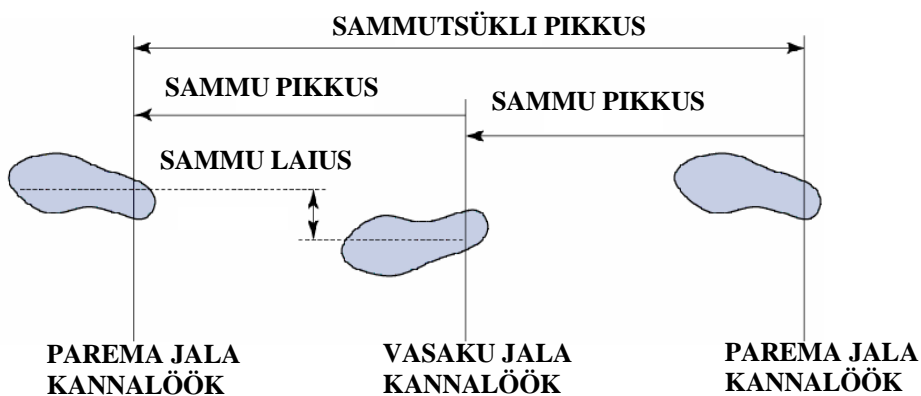 SAMMUTSÜKLI PIKKUS
SAMMU PIKKUS
SAMMU PIKKUS
SAMMU LAIUS
PAREMA JALA
KANNALÖÖK
VASAKU JALA
KANNALÖÖK
PAREMA JALA
KANNALÖÖK